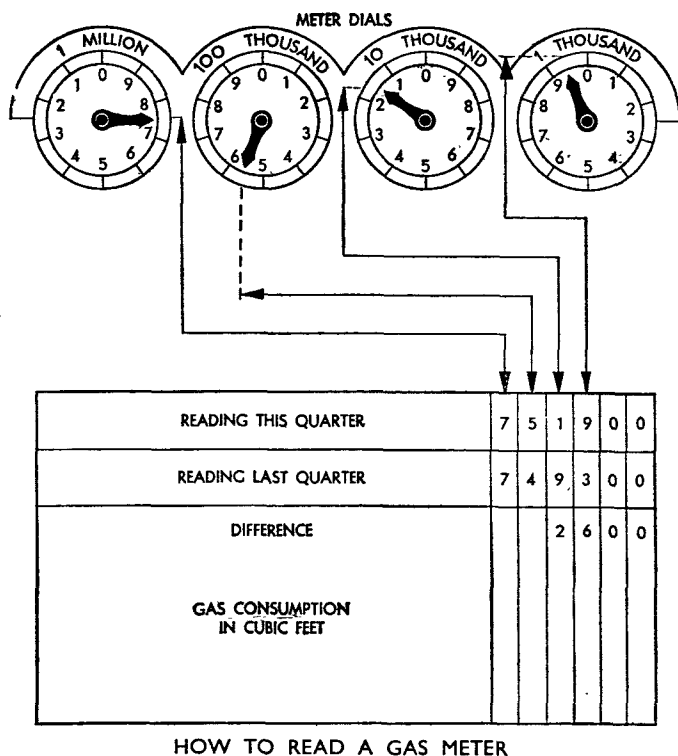 METER DIALS
1 MILLION
100 THOUSAND
10 THOUSAND
1 THOUSAND
0 9 8 7 6 5 4 3 2 1
0 1 2 3 4 5 6 9
0 9 8 7 6 5 4 3 2 1
0 1 2 3 4 5 6 7 8 9
READING THIS QUARTER 7 5 1 9 0 0
READING LAST QUARTER 7 4 9 3 0 0
DIFFERENCE 2 6 0 0
GAS CONSUMPTION
IN CUBIC FEET
HOW TO READ A GAS METER